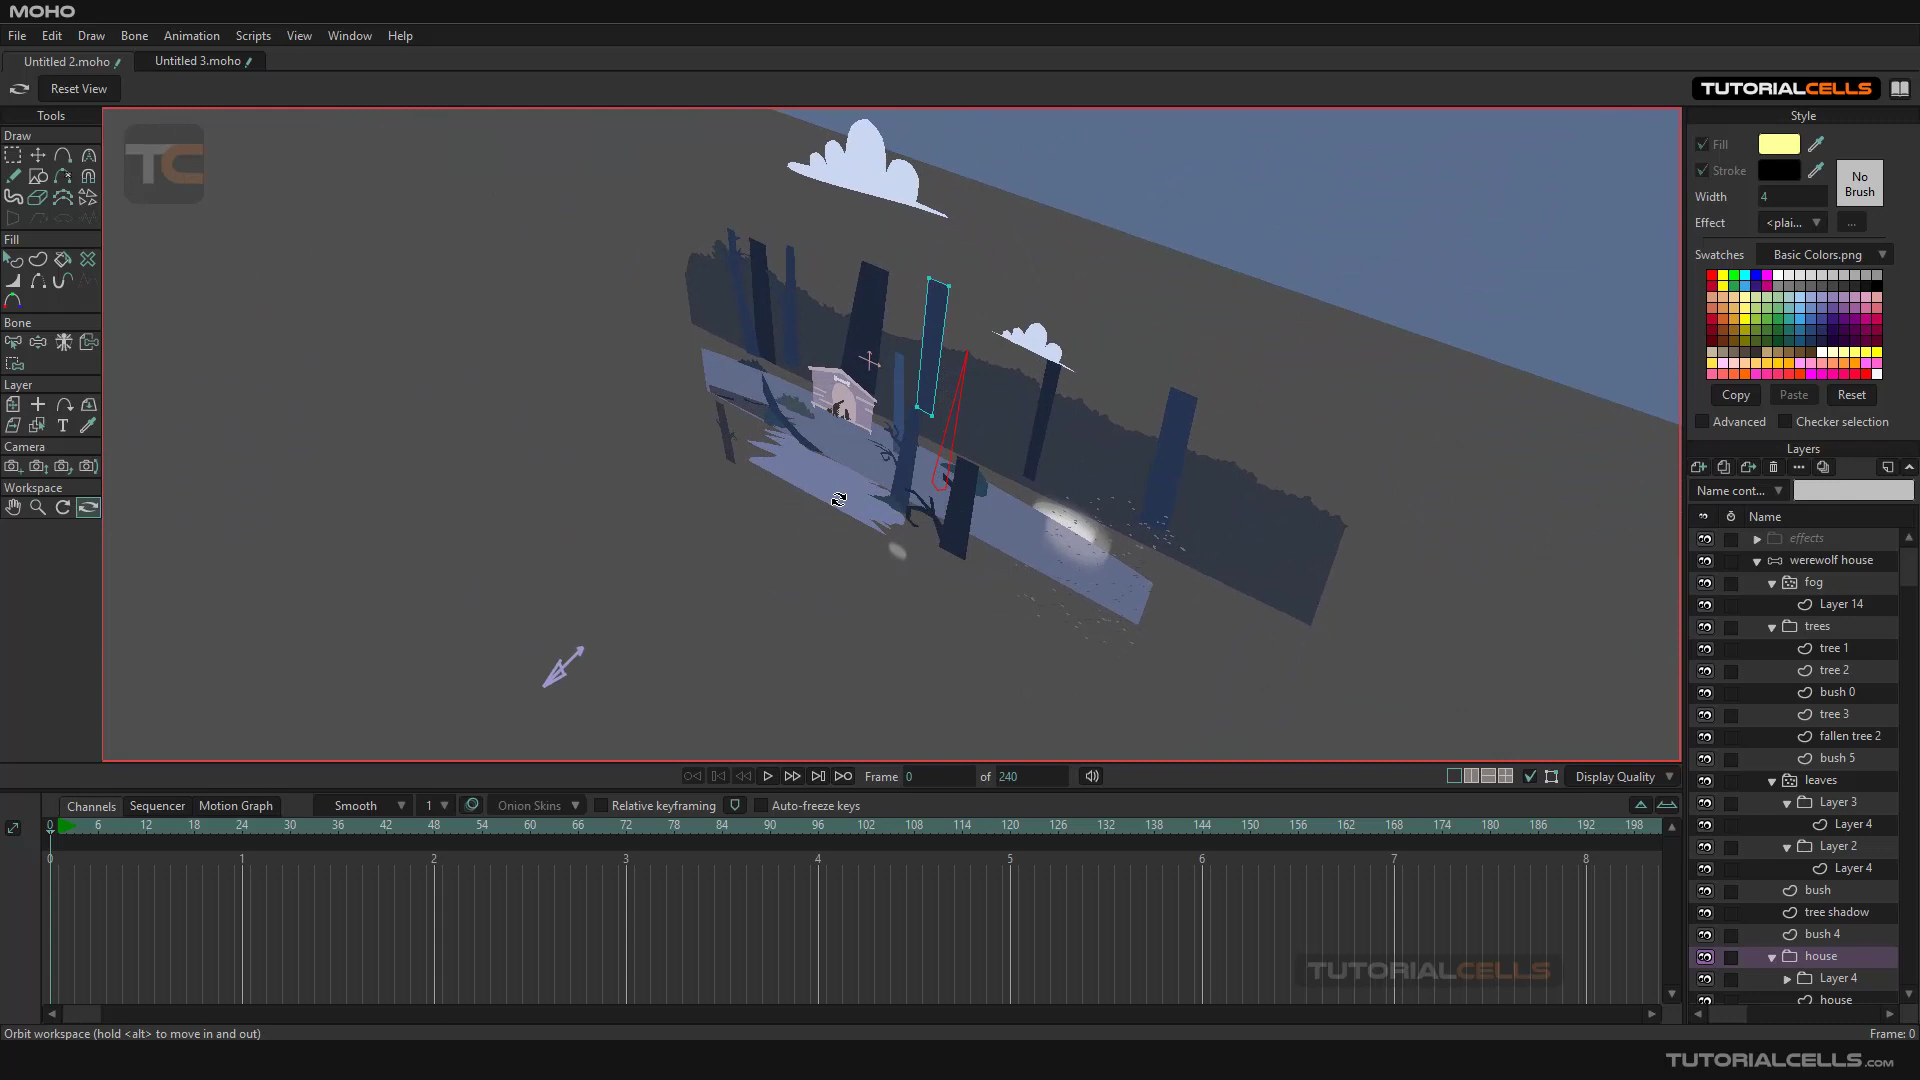 MOHO
File Edit Draw Bone Animation Scripts View Window Help
Untitled 2.moho Untitled 3.moho
Reset View
TUTORIALCELLS
Tools
Style
TC
Draw
Fill
Stroke
No Brush
Width 4
Effect <plai... ...
Fill
Swatches Basic Colors.png
Bone
Layer
Copy Paste Reset
Advanced Checker selection
Camera
Layers
Workspace
Name cont...
Name
effects
werewolf house
fog
Layer 14
trees
tree 1
tree 2
bush 0
tree 3
fallen tree 2
bush 5
leaves
Layer 3
Layer 4
Layer 2
Layer 4
bush
tree shadow
bush 4
house
Layer 4
house
Frame 0 of 240 Display Quality
Channels Sequencer Motion Graph Smooth 1 Onion Skins Relative keyframing Auto-freeze keys
0 6 12 18 24 30 36 42 48 54 60 66 72 78 84 90 96 102 108 114 120 126 132 138 144 150 156 162 168 174 180 186 192 198
0 1 2 3 4 5 6 7 8
TUTORIALCELLS
Orbit workspace (hold <alt> to move in and out) Frame: 0
TUTORIALCELLS.COM